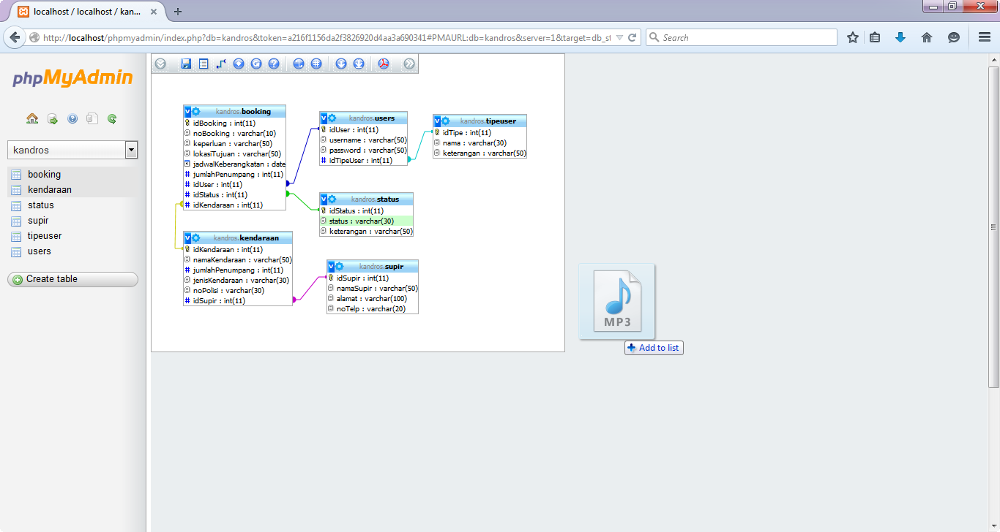 localhost / localhost / kan...
http://localhost/phpmyadmin/index.php?db=kandros&token=a216f1156da2f3826920d4aa3a690341#PMAURL:db=kandros&server=1&target=db_st
Search
phpMyAdmin
kandros
booking
kendaraan
status
supir
tipeuser
users
Create table
kandros.booking
idBooking : int(11)
noBooking : varchar(10)
keperluan : varchar(50)
lokasiTujuan : varchar(50)
jadwalKeberangkatan : date
jumlahPenumpang : int(11)
idUser : int(11)
idStatus : int(11)
idKendaraan : int(11)
kandros.users
idUser : int(11)
username : varchar(50)
password : varchar(50)
idTipeUser : int(11)
kandros.tipeuser
idTipe : int(11)
nama : varchar(30)
keterangan : varchar(50)
kandros.status
idStatus : int(11)
status : varchar(30)
keterangan : varchar(50)
kandros.kendaraan
idKendaraan : int(11)
namaKendaraan : varchar(50)
jumlahPenumpang : int(11)
jenisKendaraan : varchar(30)
noPolisi : varchar(30)
idSupir : int(11)
kandros.supir
idSupir : int(11)
namaSupir : varchar(50)
alamat : varchar(100)
noTelp : varchar(20)
MP3
Add to list